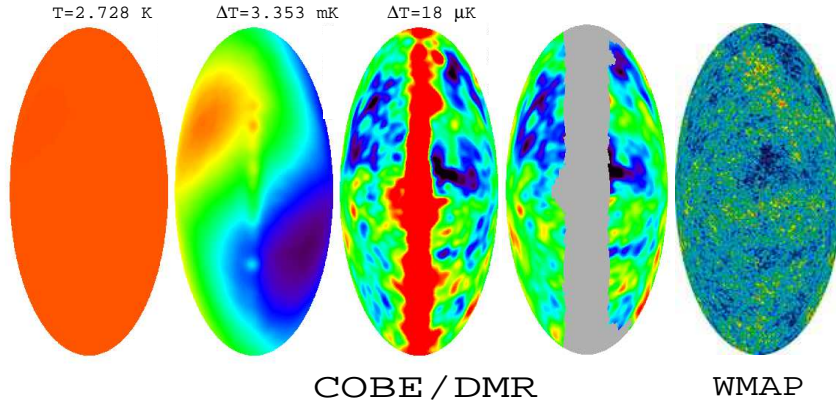 T=2.728 K ΔT=3.353 mK ΔT=18 μK
COBE/DMR WMAP